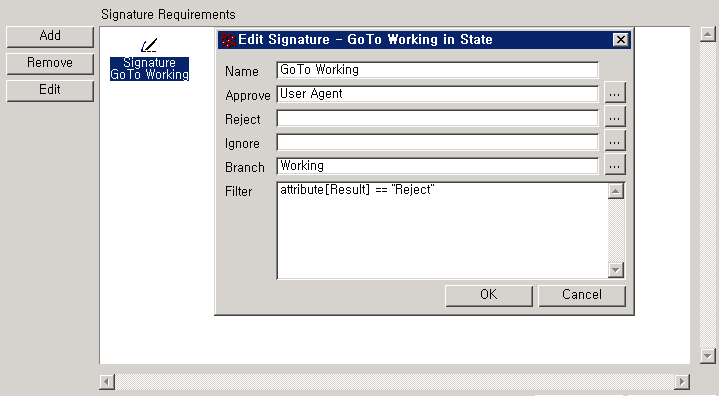 Signature Requirements
Add
Remove
Edit
Signature
GoTo Working
Edit Signature - GoTo Working in State
Name GoTo Working
Approve User Agent ...
Reject ...
Ignore ...
Branch Working ...
Filter attribute[Result] == "Reject"
OK Cancel